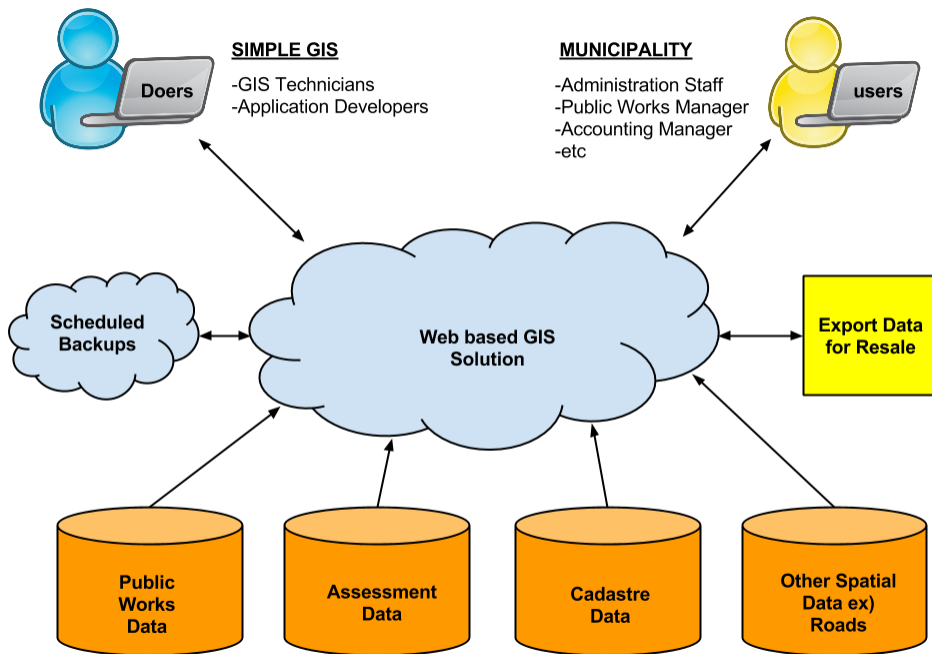 SIMPLE GIS
-GIS Technicians
-Application Developers
Doers
MUNICIPALITY
-Administration Staff
-Public Works Manager
-Accounting Manager
-etc
users
Scheduled
Backups
Web based GIS
Solution
Export Data
for Resale
Public
Works
Data
Assessment
Data
Cadastre
Data
Other Spatial
Data ex)
Roads